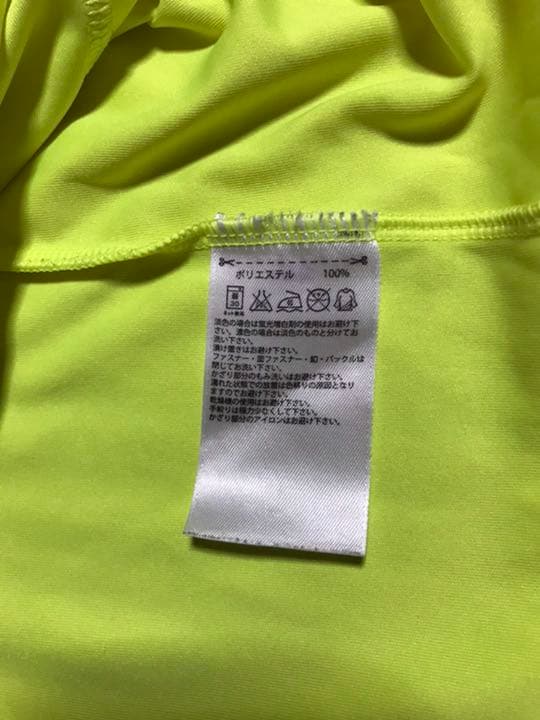 ポリエステル 100%
30
ネット使用
淡色の場合は蛍光増白剤の使用はお避け下
さい。濃色の場合は淡色のものと分けてお
洗い下さい。
漬け置きはお避け下さい。
ファスナー・面ファスナー・釦・バックルは
閉じてお洗い下さい。
かざり部分のもみ洗いはお避け下さい。
濡れた状態での放置は色移りの原因となり
ますのでお避け下さい。
乾燥機の使用はお避け下さい。
手絞りは極力少なくして下さい。
かざり部分のアイロンはお避け下さい。